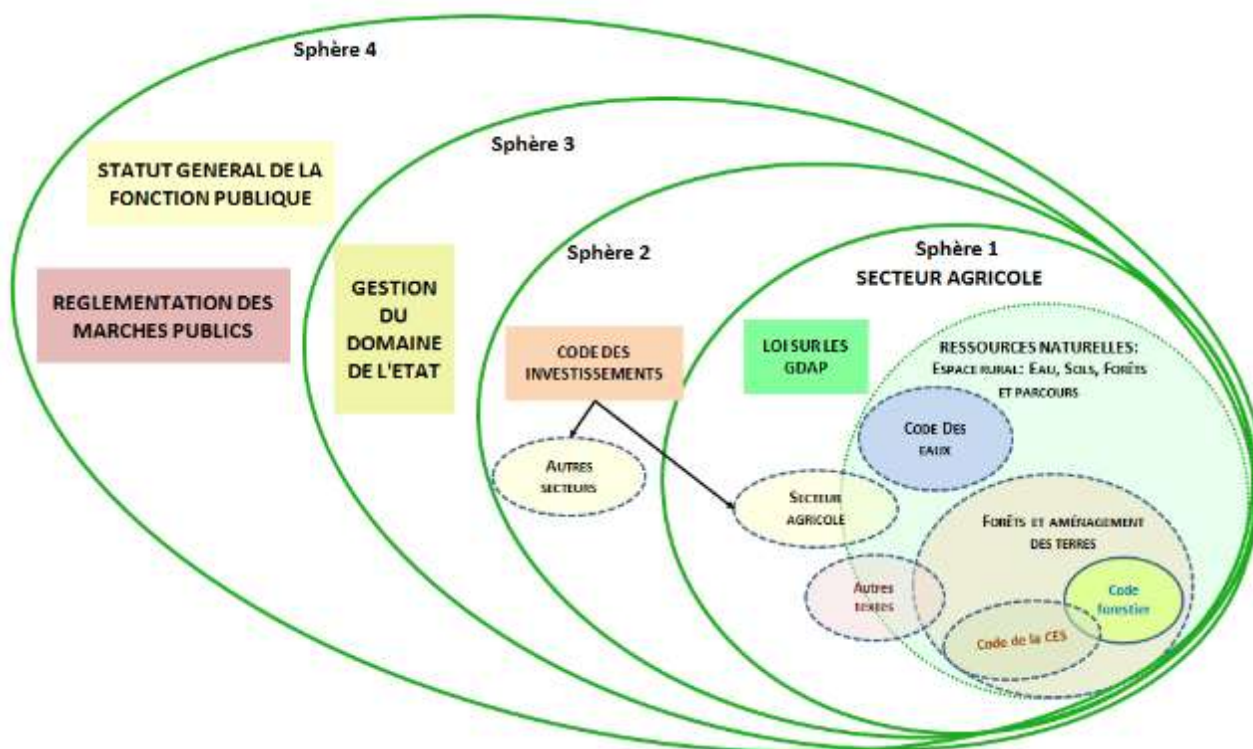 Sphère 4
STATUT GENERAL DE LA
FONCTION PUBLIQUE
REGLEMENTATION DES
MARCHES PUBLICS
Sphère 3
GESTION
DU
DOMAINE
DE L'ETAT
Sphère 2
CODE DES
INVESTISSEMENTS
AUTRES
SECTEURS
Sphère 1
SECTEUR AGRICOLE
LOI SUR LES
GDAP
RESSOURCES NATURELLES:
ESPACE RURAL: EAU, SOLS, FORÊTS
ET PARCOURS
CODE DES
EAUX
SECTEUR
AGRICOLE
FORÊTS ET AMÉNAGEMENT
DES TERRES
Autres
textes
Code
forestier
Code de la CES